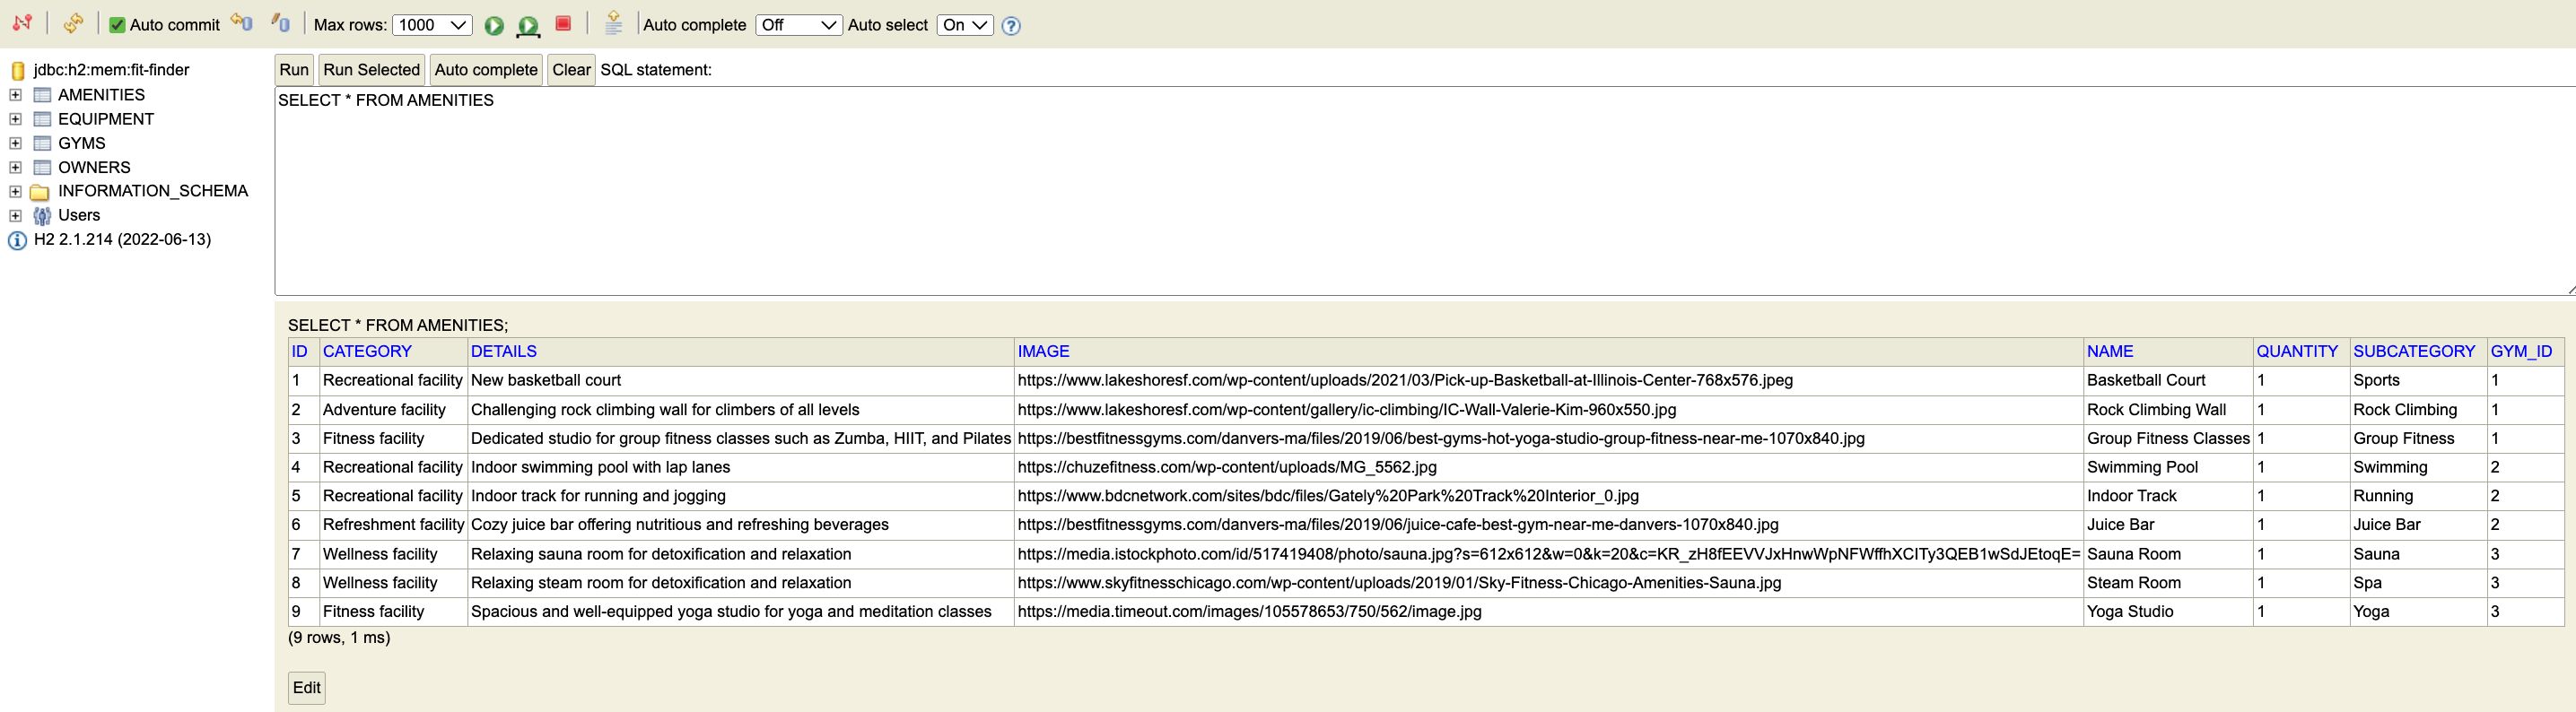 Auto commit Max rows: 1000 Auto complete Off Auto select On
jdbc:h2:mem:fit-finder
AMENITIES
EQUIPMENT
GYMS
OWNERS
INFORMATION_SCHEMA
Users
H2 2.1.214 (2022-06-13)
Run Run Selected Auto complete Clear SQL statement:
SELECT * FROM AMENITIES
SELECT * FROM AMENITIES;
ID CATEGORY DETAILS IMAGE NAME QUANTITY SUBCATEGORY GYM_ID
1 Recreational facility New basketball court https://www.lakeshoresf.com/wp-content/uploads/2021/03/Pick-up-Basketball-at-Illinois-Center-768x576.jpeg Basketball Court 1 Sports 1
2 Adventure facility Challenging rock climbing wall for climbers of all levels https://www.lakeshoresf.com/wp-content/gallery/ic-climbing/IC-Wall-Valerie-Kim-960x550.jpg Rock Climbing Wall 1 Rock Climbing 1
3 Fitness facility Dedicated studio for group fitness classes such as Zumba, HIIT, and Pilates https://bestfitnessgyms.com/danvers-ma/files/2019/06/best-gyms-hot-yoga-studio-group-fitness-near-me-1070x840.jpg Group Fitness Classes 1 Group Fitness 1
4 Recreational facility Indoor swimming pool with lap lanes https://chuzefitness.com/wp-content/uploads/MG_5562.jpg Swimming Pool 1 Swimming 2
5 Recreational facility Indoor track for running and jogging https://www.bdcnetwork.com/sites/bdc/files/Gately%20Park%20Track%20Interior_0.jpg Indoor Track 1 Running 2
6 Refreshment facility Cozy juice bar offering nutritious and refreshing beverages https://bestfitnessgyms.com/danvers-ma/files/2019/06/juice-cafe-best-gym-near-me-danvers-1070x840.jpg Juice Bar 1 Juice Bar 2
7 Wellness facility Relaxing sauna room for detoxification and relaxation https://media.istockphoto.com/id/517419408/photo/sauna.jpg?s=612x612&w=0&k=20&c=KR_zH8fEEVVJxHnwWpNFWffhXCITy3QEB1wSdJEtoqE= Sauna Room 1 Sauna 3
8 Wellness facility Relaxing steam room for detoxification and relaxation https://www.skyfitnesschicago.com/wp-content/uploads/2019/01/Sky-Fitness-Chicago-Amenities-Sauna.jpg Steam Room 1 Spa 3
9 Fitness facility Spacious and well-equipped yoga studio for yoga and meditation classes https://media.timeout.com/images/105578653/750/562/image.jpg Yoga Studio 1 Yoga 3
(9 rows, 1 ms)
Edit